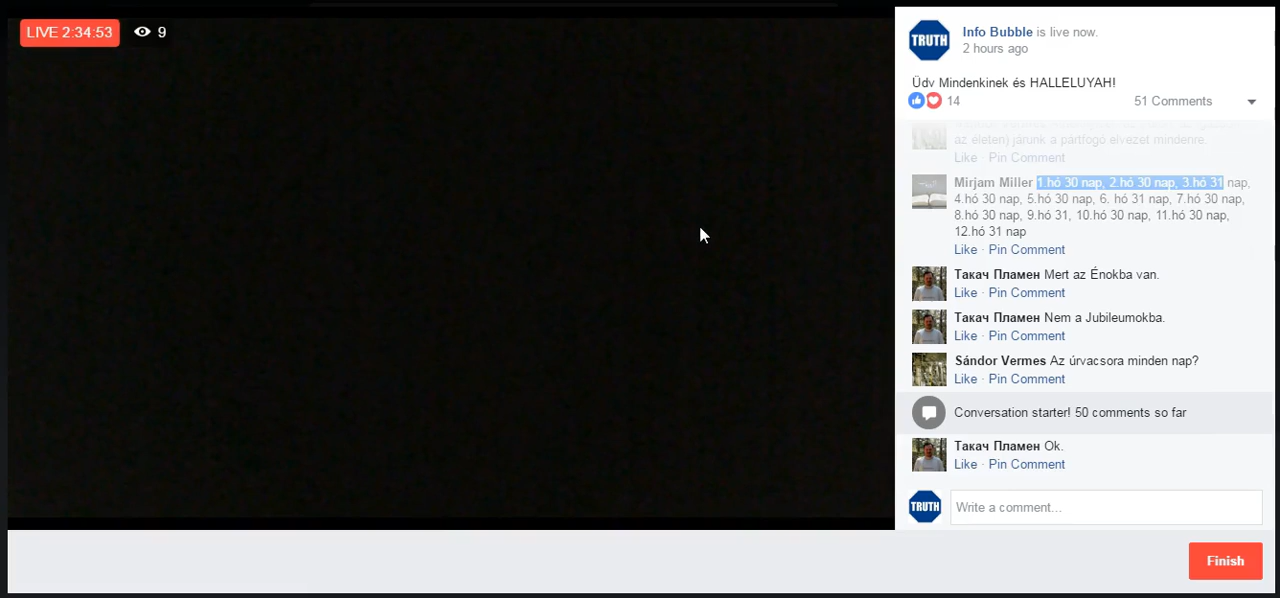 LIVE 2:34:53
9
TRUTH
Info Bubble is live now.
2 hours ago
Üdv Mindenkinek és HALLELUYAH!
14
51 Comments
az életen) járunk a pártfogó elvezet mindenre.
Like · Pin Comment
Mirjam Miller 1.hó 30 nap, 2.hó 30 nap, 3.hó 31 nap,
4.hó 30 nap, 5.hó 30 nap, 6. hó 31 nap, 7.hó 30 nap,
8.hó 30 nap, 9.hó 31, 10.hó 30 nap, 11.hó 30 nap,
12.hó 31 nap
Like · Pin Comment
Такач Пламен Mert az Énokba van.
Like · Pin Comment
Такач Пламен Nem a Jubileumokba.
Like · Pin Comment
Sándor Vermes Az úrvacsora minden nap?
Like · Pin Comment
Conversation starter! 50 comments so far
Такач Пламен Ok.
Like · Pin Comment
TRUTH
Write a comment...
Finish